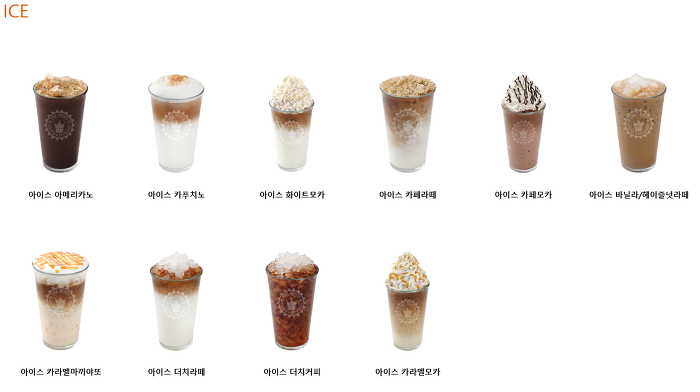 ICE
아이스 아메리카노
아이스 카푸치노
아이스 화이트모카
아이스 카페라떼
아이스 카페모카
아이스 바닐라/헤이즐넛라떼
아이스 카라멜마끼야또
아이스 더치라떼
아이스 더치커피
아이스 카라멜모카